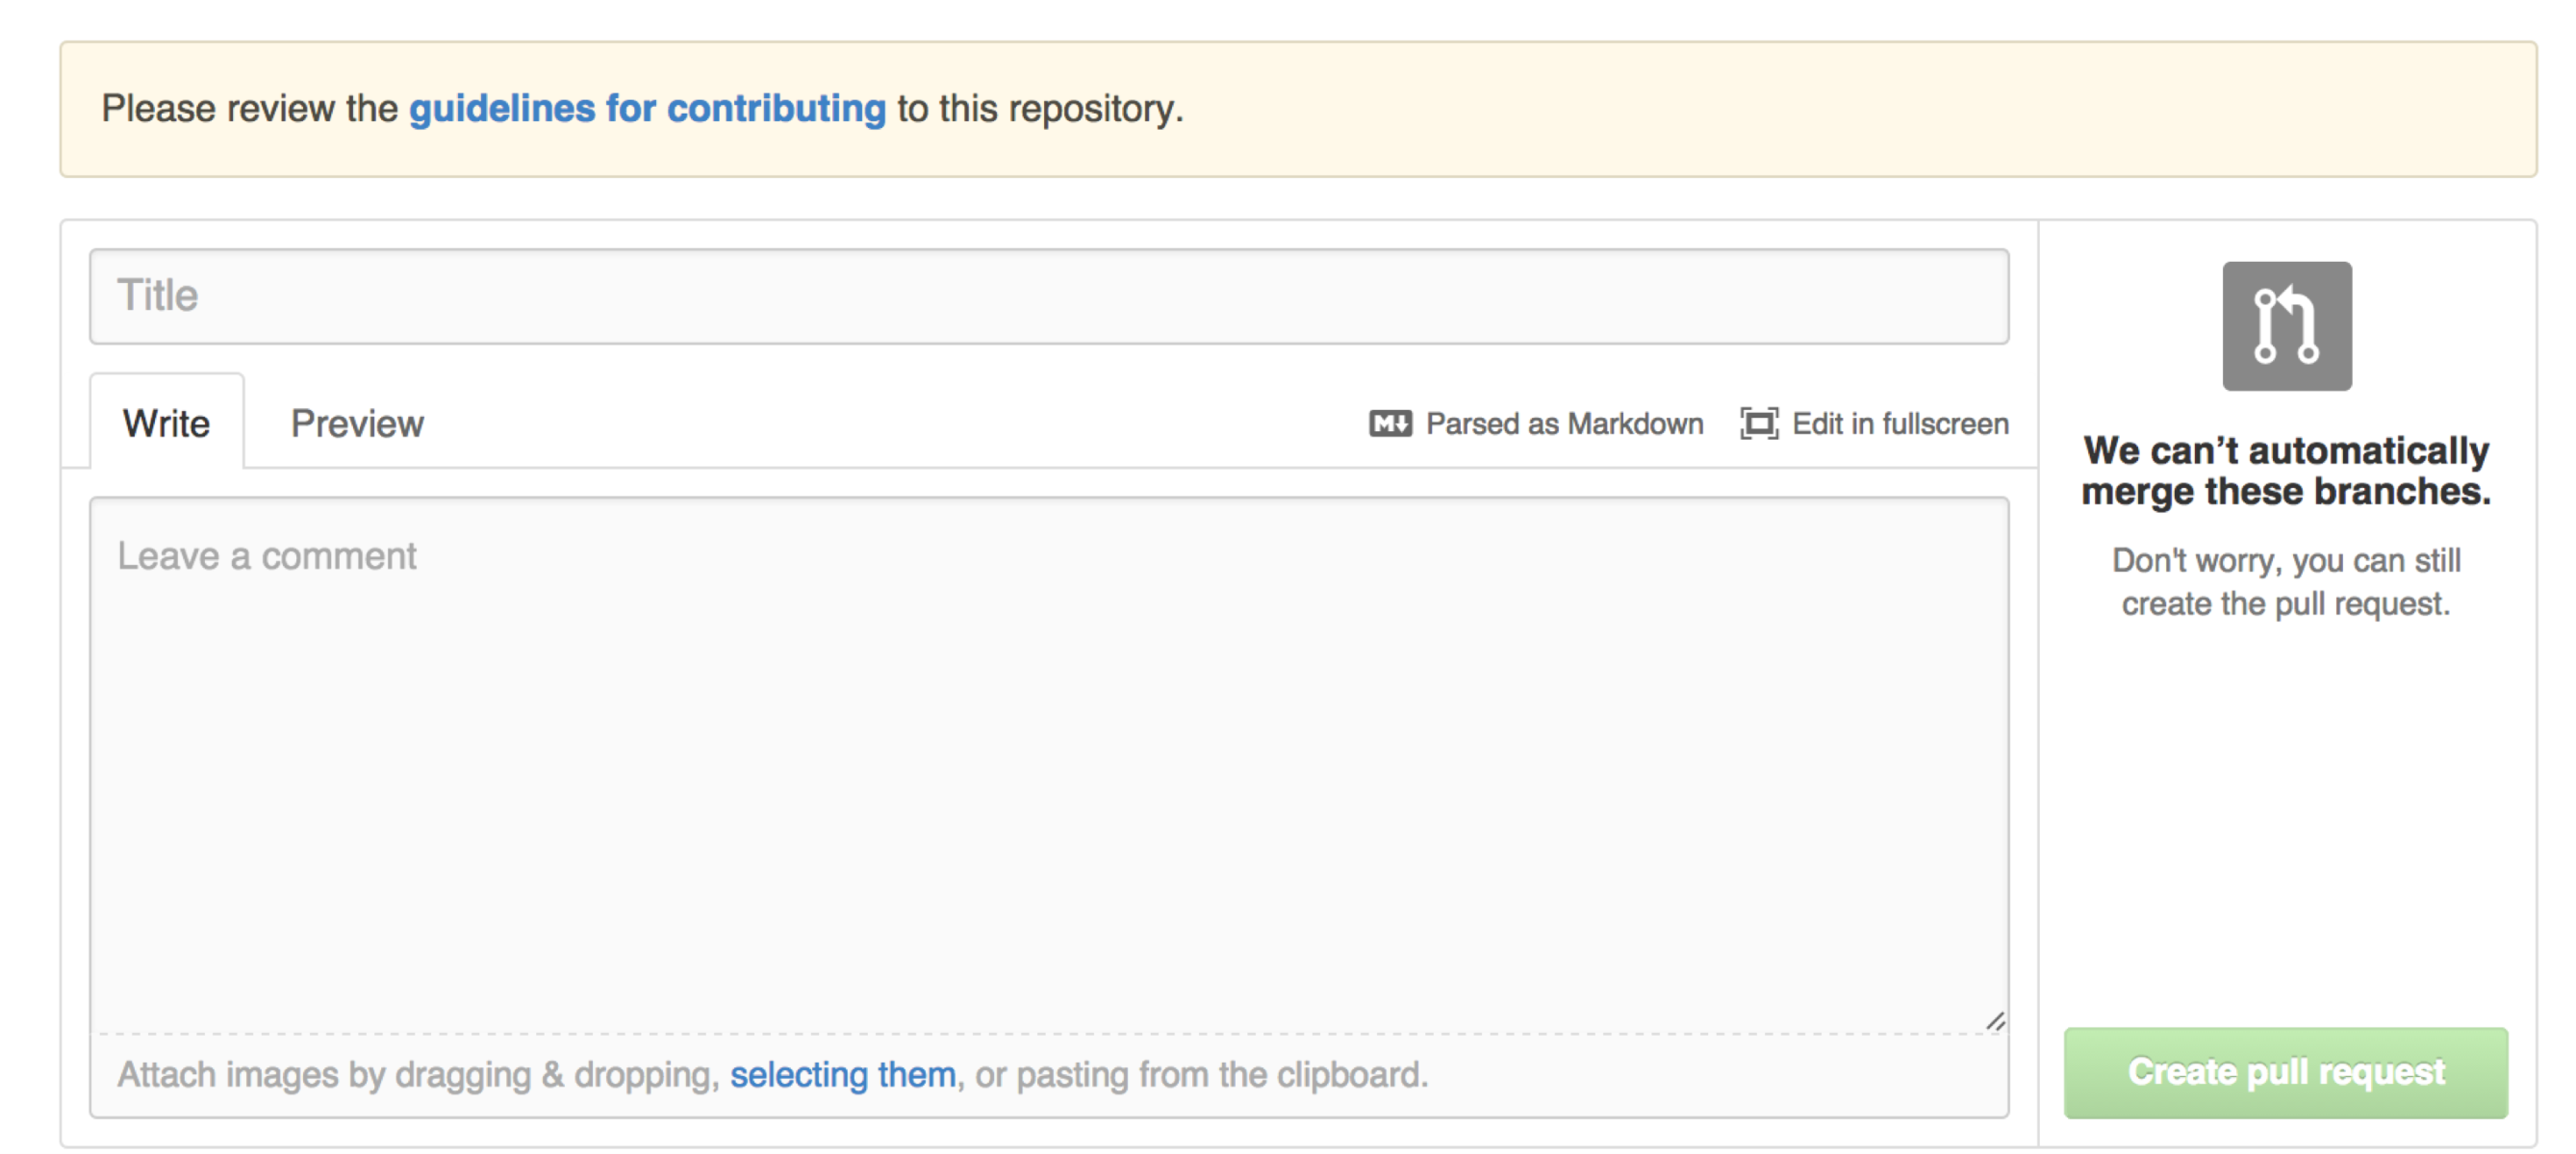 Please review the guidelines for contributing to this repository.
Title
Write
Preview
M Parsed as Markdown
Edit in fullscreen
We can’t automatically
merge these branches.
Don't worry, you can still
create the pull request.
Leave a comment
Attach images by dragging & dropping, selecting them, or pasting from the clipboard.
Create pull request